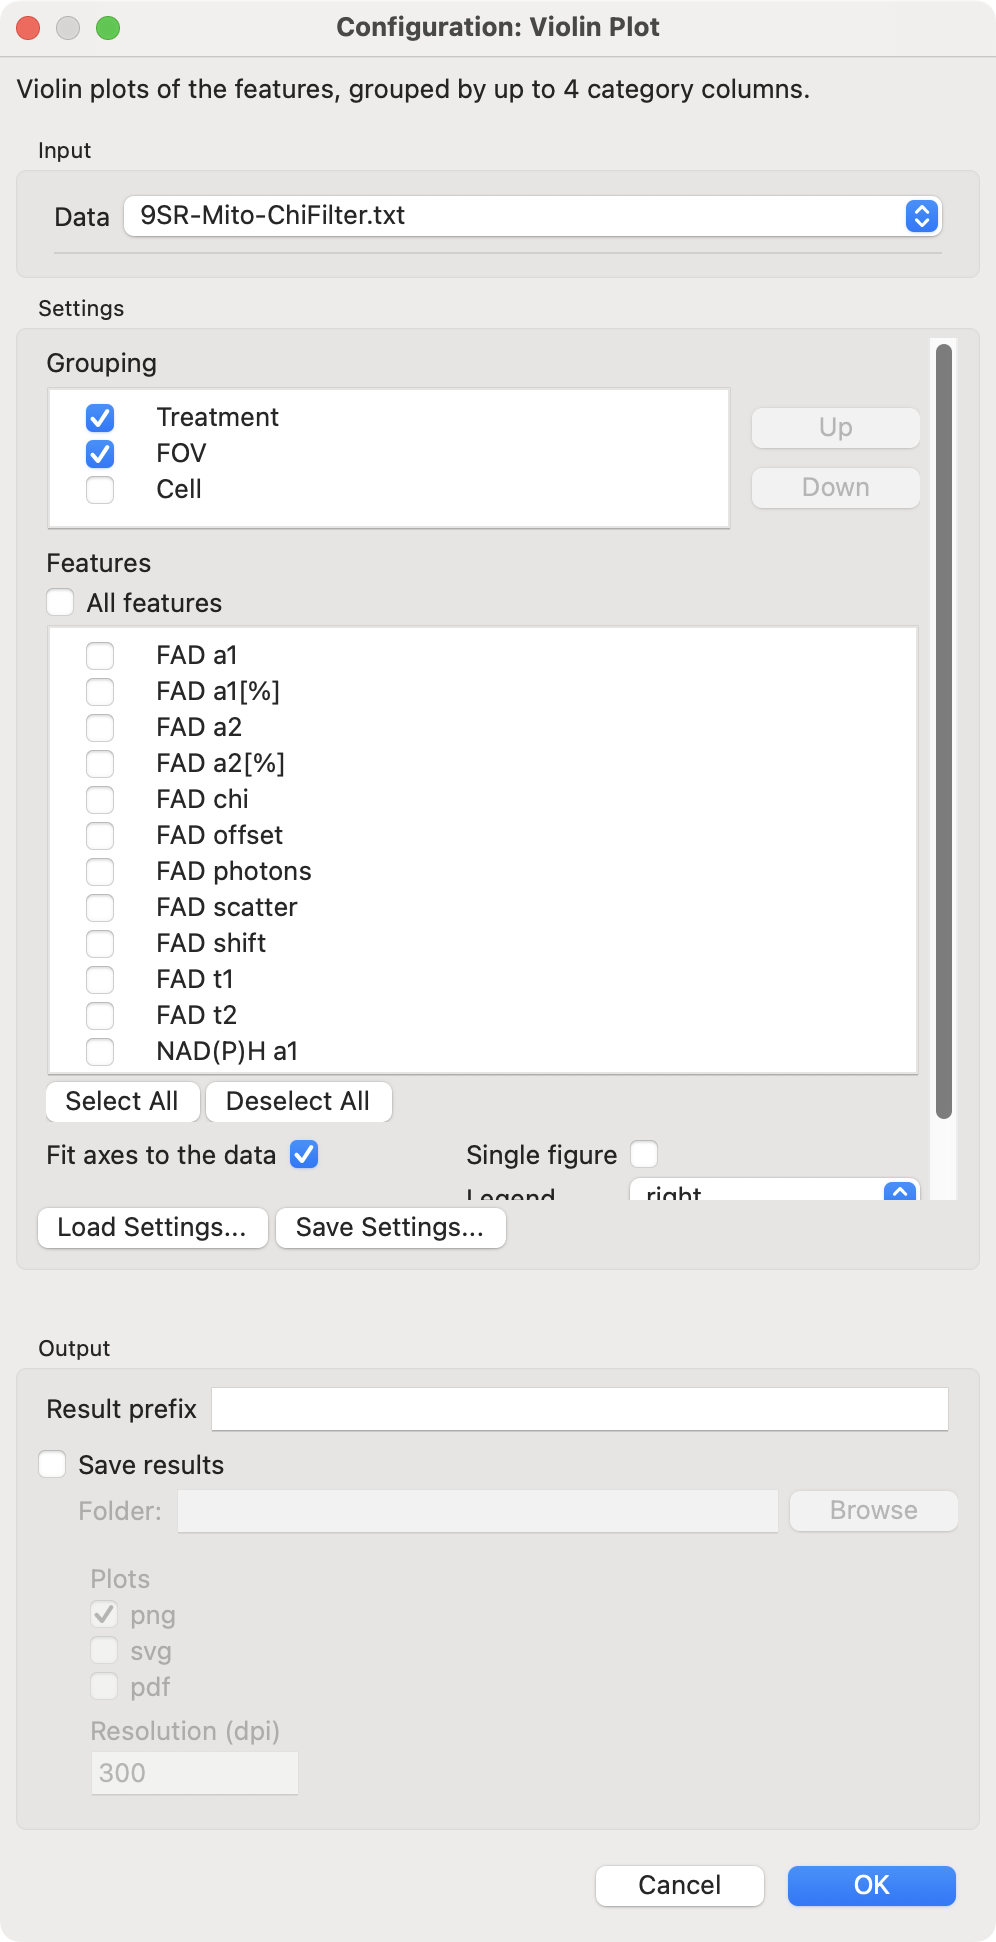 Configuration: Violin Plot
Violin plots of the features, grouped by up to 4 category columns.
Input
Data 9SR-Mito-ChiFilter.txt
Settings
Grouping
Treatment
FOV
Cell
Up
Down
Features
All features
FAD a1
FAD a1[%]
FAD a2
FAD a2[%]
FAD chi
FAD offset
FAD photons
FAD scatter
FAD shift
FAD t1
FAD t2
NAD(P)H a1
Select All Deselect All
Fit axes to the data Single figure
Legend right
Load Settings... Save Settings...
Output
Result prefix
Save results
Folder: Browse
Plots
png
svg
pdf
Resolution (dpi)
300
Cancel OK